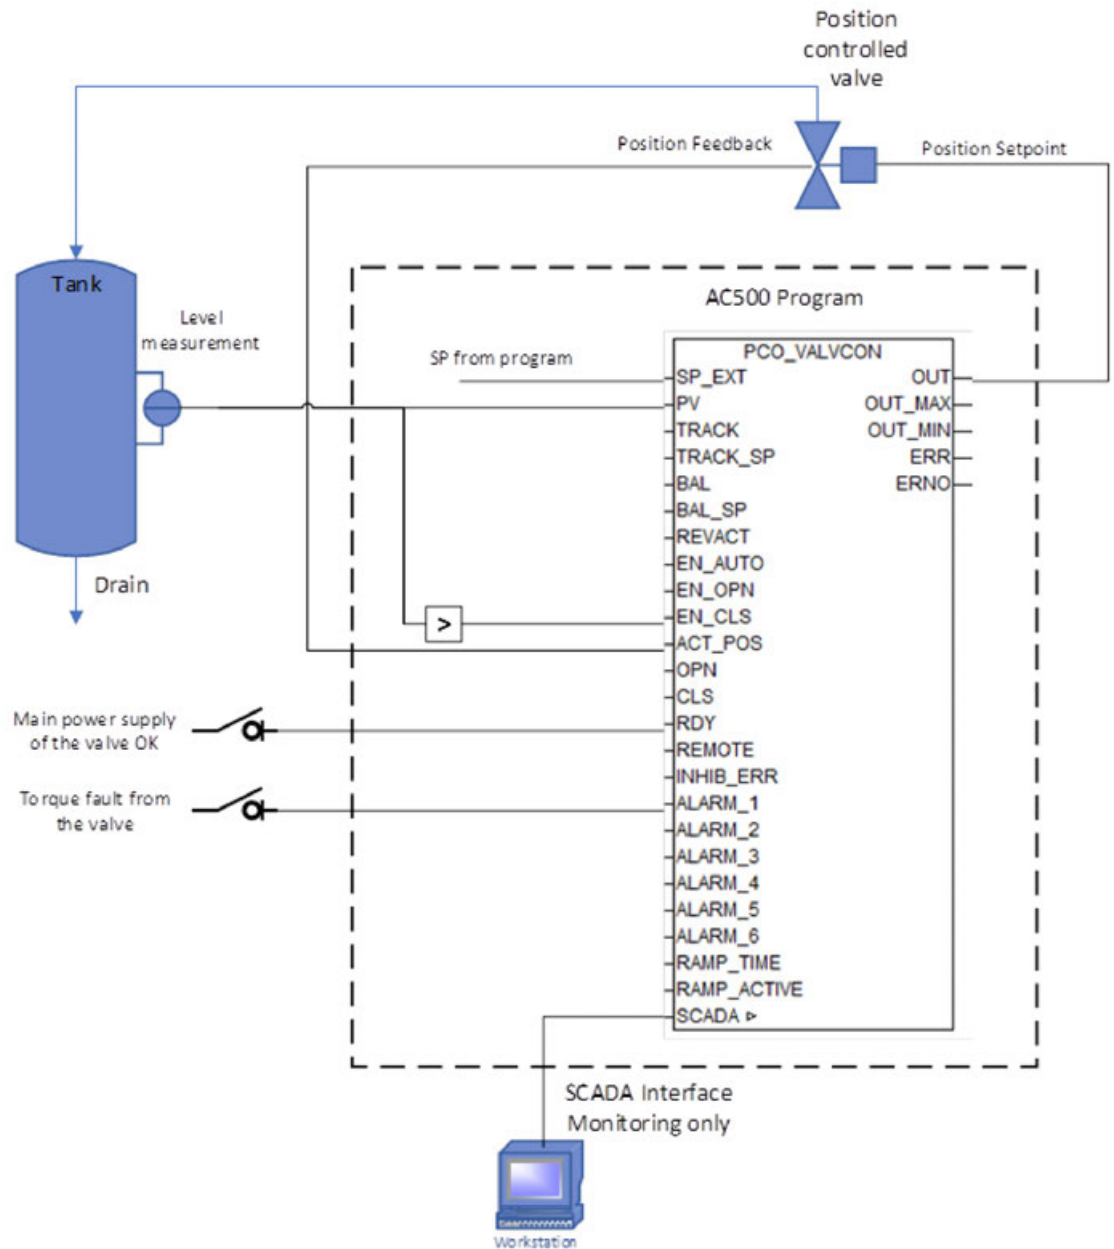 Position
controlled
valve
Position Feedback
Position Setpoint
Tank
Level
measurement
AC500 Program
SP from program
PCO_VALVCON
SP_EXT OUT
PV OUT_MAX
TRACK OUT_MIN
TRACK_SP ERR
BAL ERNO
BAL_SP
REVACT
EN_AUTO
EN_OPN
EN_CLS
ACT_POS
OPN
CLS
RDY
REMOTE
INHIB_ERR
ALARM_1
ALARM_2
ALARM_3
ALARM_4
ALARM_5
ALARM_6
RAMP_TIME
RAMP_ACTIVE
SCADA ▹
Drain
>
Main power supply
of the valve OK
Torque fault from
the valve
SCADA Interface
Monitoring only
Workstation